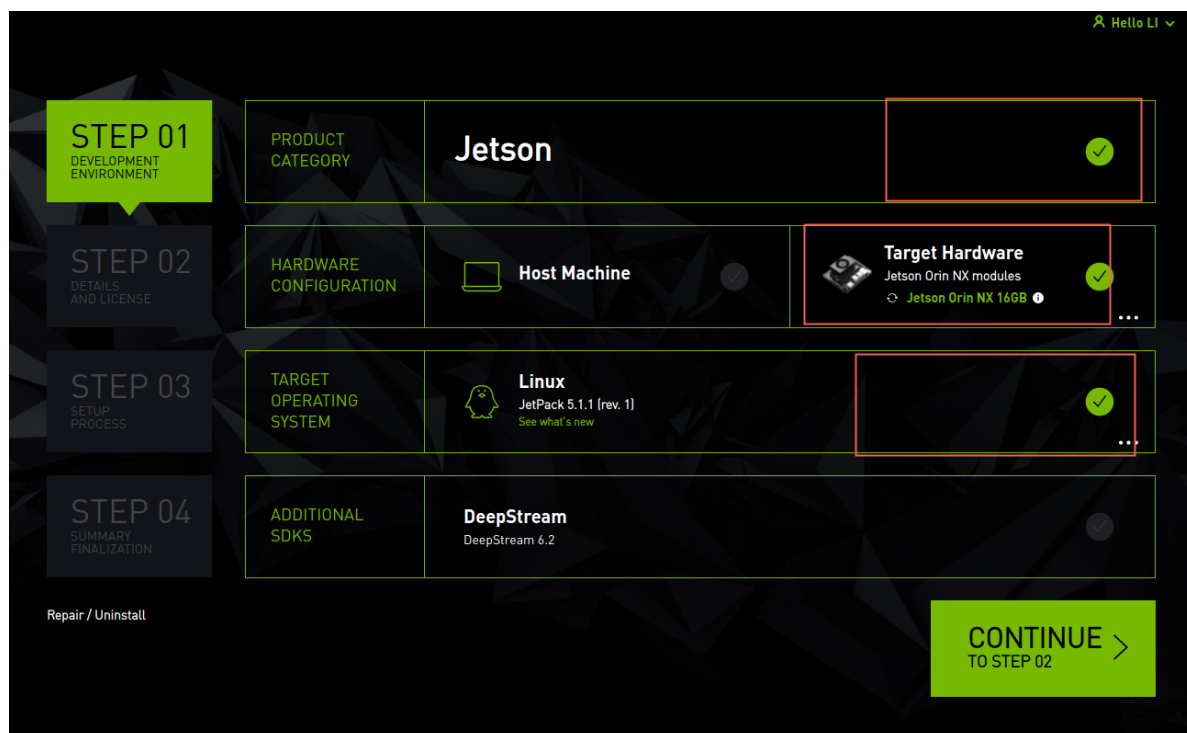 Hello LI
STEP 01
DEVELOPMENT
ENVIRONMENT
PRODUCT
CATEGORY
Jetson
STEP 02
DETAILS
AND LICENSE
HARDWARE
CONFIGURATION
Host Machine
Target Hardware
Jetson Orin NX modules
Jetson Orin NX 16GB
STEP 03
SETUP
PROCESS
TARGET
OPERATING
SYSTEM
Linux
JetPack 5.1.1 (rev. 1)
See what's new
STEP 04
SUMMARY
FINALIZATION
ADDITIONAL
SDKS
DeepStream
DeepStream 6.2
Repair / Uninstall
CONTINUE
TO STEP 02